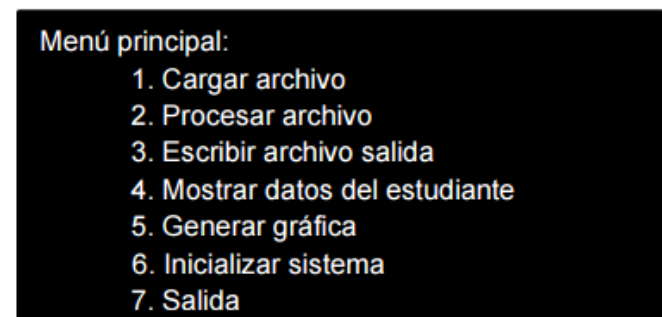 Menú principal:
1. Cargar archivo
2. Procesar archivo
3. Escribir archivo salida
4. Mostrar datos del estudiante
5. Generar gráfica
6. Inicializar sistema
7. Salida